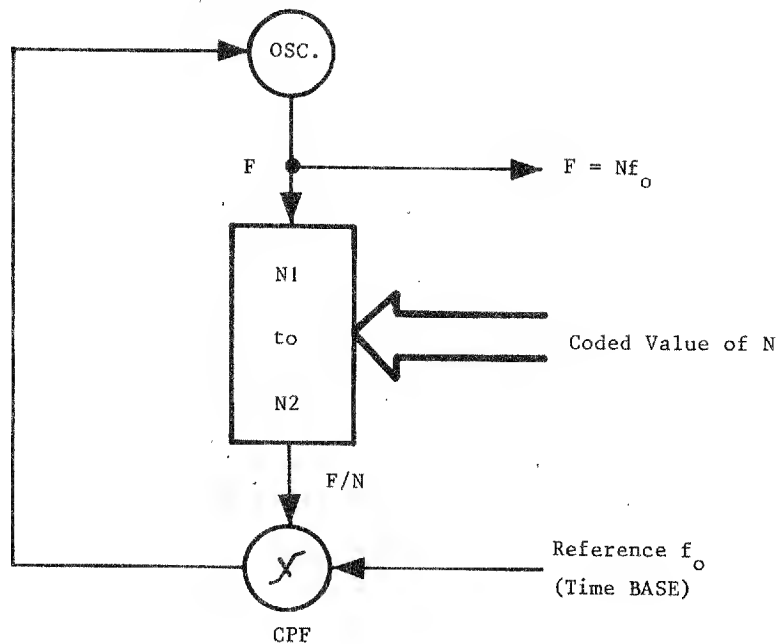 OSC.
F
F = Nf_o
N1
to
N2
Coded Value of N
F/N
Reference f_o
(Time BASE)
CPF